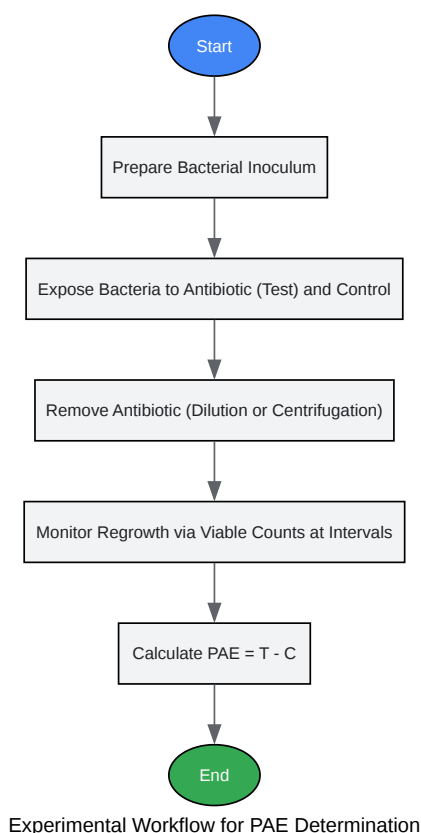 Start
Prepare Bacterial Inoculum
Expose Bacteria to Antibiotic (Test) and Control
Remove Antibiotic (Dilution or Centrifugation)
Monitor Regrowth via Viable Counts at Intervals
Calculate PAE = T - C
End
Experimental Workflow for PAE Determination